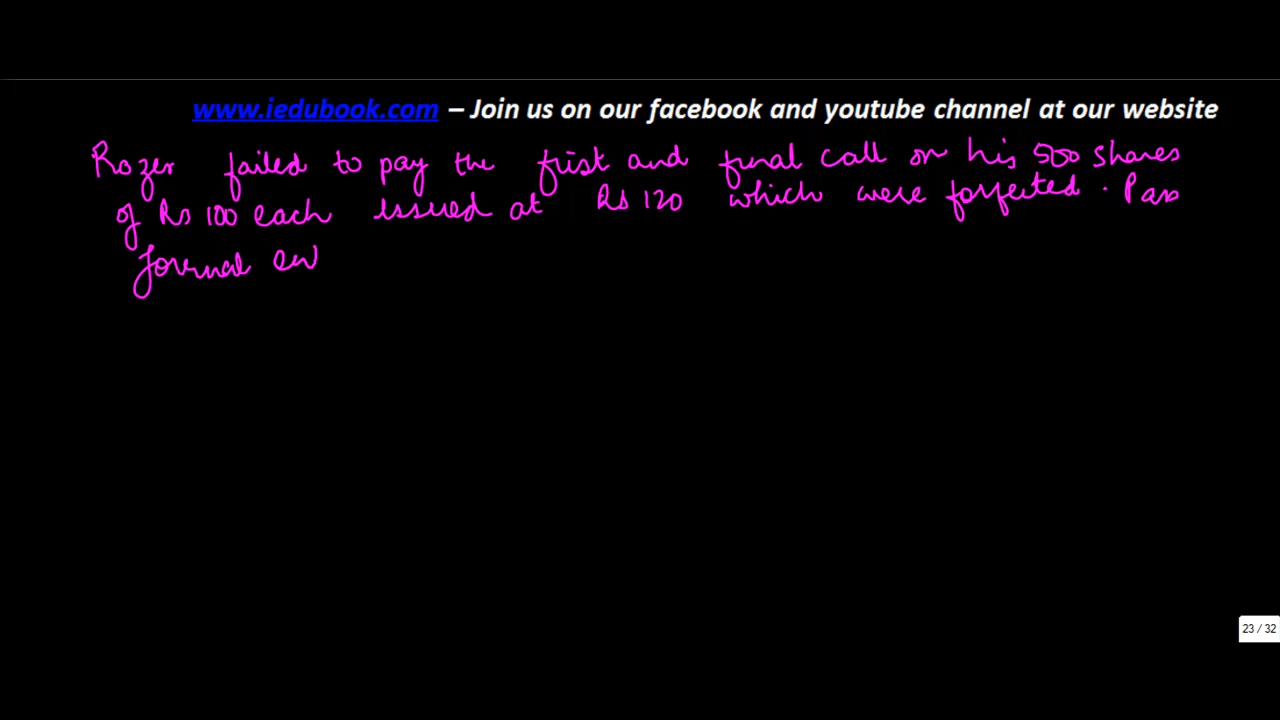 www.iedubook.com – Join us on our facebook and youtube channel at our website
Rozer failed to pay the first and final call on his 500 shares
of Rs 100 each issued at Rs 120 which were forfeited. Pass
Journal en
23 / 32